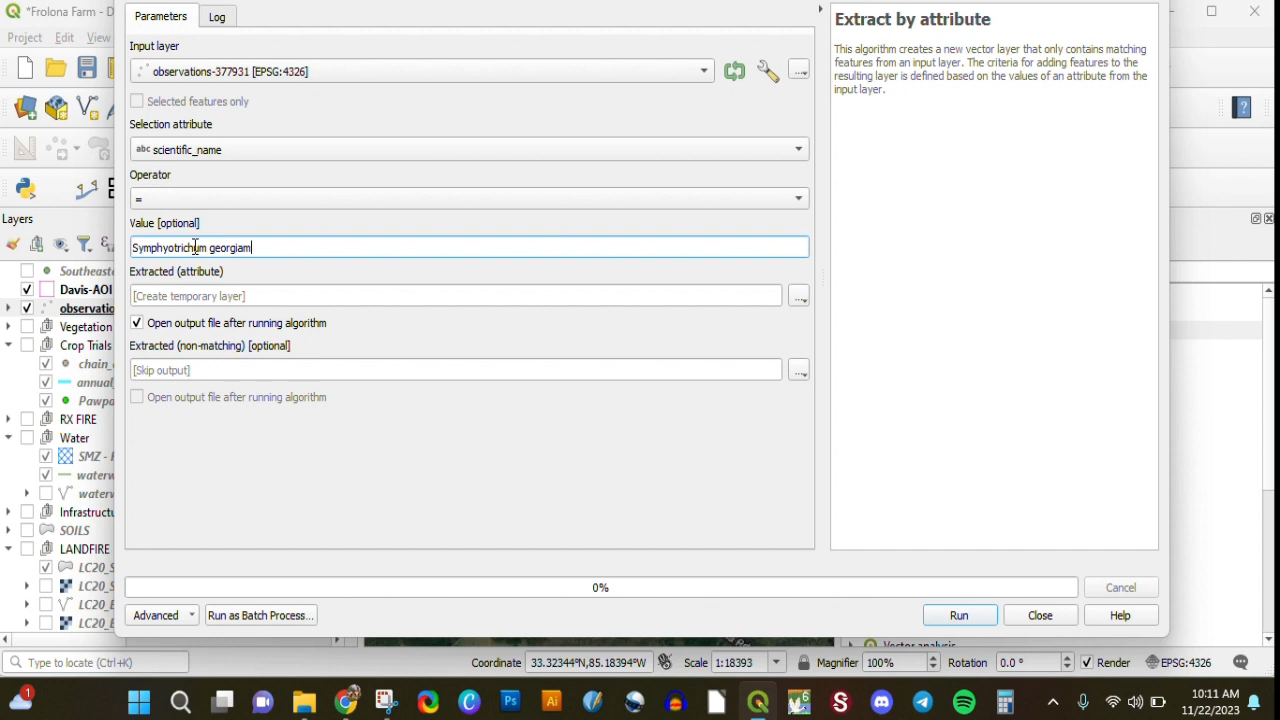 *Frolona Farm - D
Project Edit View
Parameters Log
Input layer
observations-377931 [EPSG:4326]
Selected features only
Selection attribute
abc scientific_name
Operator
=
Value [optional]
Symphyotrichum georgiam
Extracted (attribute)
[Create temporary layer]
Open output file after running algorithm
Extracted (non-matching) [optional]
[Skip output]
Open output file after running algorithm
0%
Cancel
Advanced Run as Batch Process... Run Close Help
Extract by attribute
This algorithm creates a new vector layer that only contains matching
features from an input layer. The criteria for adding features to the
resulting layer is defined based on the values of an attribute from the
input layer.
Layers
Southeaste
Davis-AOI
observatio
Vegetation
Crop Trials
chain_
annual_
Pawpa
RX FIRE
Water
SMZ - F
waterw
waterw
Infrastructu
SOILS
LANDFIRE
LC20_S
LC20_S
LC20_E
LC20_E
Vector analysis
Type to locate (Ctrl+K) Coordinate 33.32344°N,85.18394°W Scale 1:18393 Magnifier 100% Rotation 0.0 ° Render EPSG:4326
1 Ps Ai 6 S
10:11 AM
11/22/2023